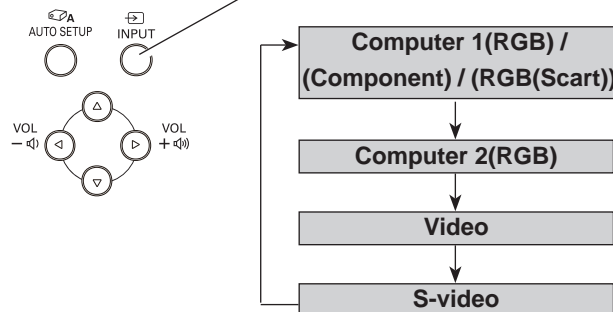 A
AUTO SETUP
INPUT
VOL
−
VOL
+
Computer 1(RGB) /
(Component) / (RGB(Scart))
Computer 2(RGB)
Video
S-video